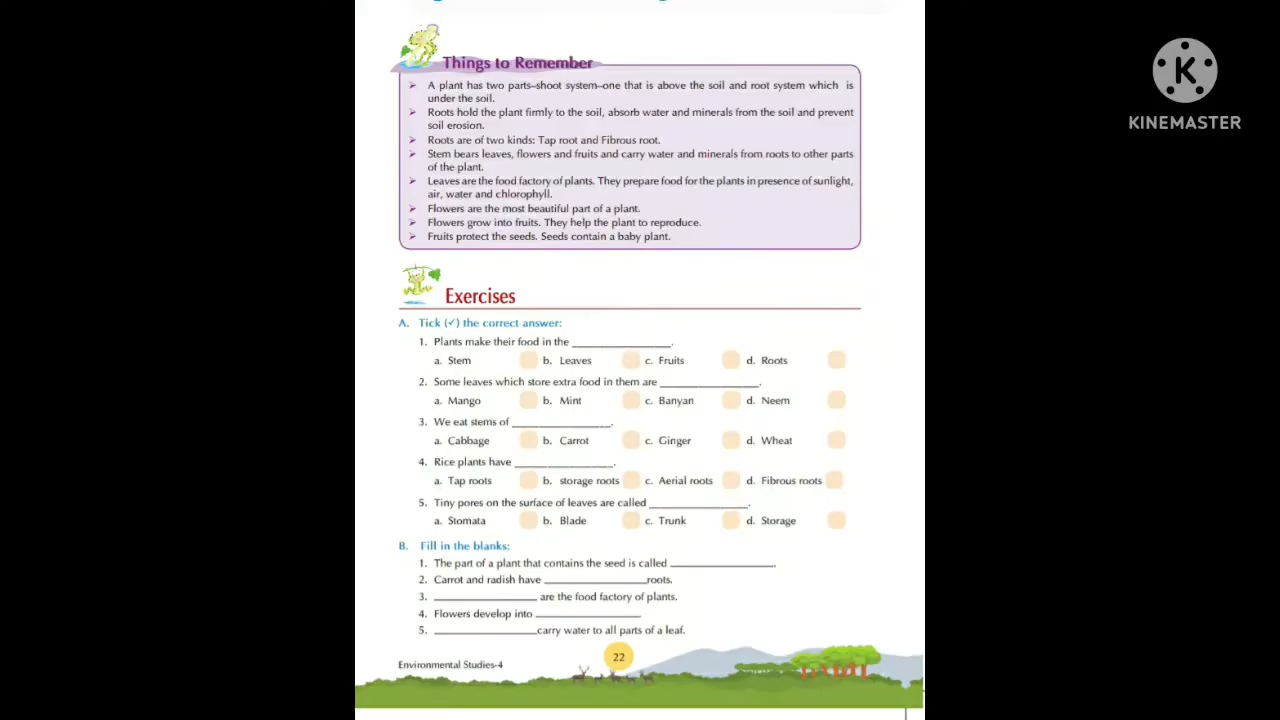 Things to Remember
➢ A plant has two parts–shoot system–one that is above the soil and root system which is
under the soil.
➢ Roots hold the plant firmly to the soil, absorb water and minerals from the soil and prevent
soil erosion.
➢ Roots are of two kinds: Tap root and Fibrous root.
➢ Stem bears leaves, flowers and fruits and carry water and minerals from roots to other parts
of the plant.
➢ Leaves are the food factory of plants. They prepare food for the plants in presence of sunlight,
air, water and chlorophyll.
➢ Flowers are the most beautiful part of a plant.
➢ Flowers grow into fruits. They help the plant to reproduce.
➢ Fruits protect the seeds. Seeds contain a baby plant.
Exercises
A. Tick (✓) the correct answer:
1. Plants make their food in the __________________.
a. Stem b. Leaves c. Fruits d. Roots
2. Some leaves which store extra food in them are __________________.
a. Mango b. Mint c. Banyan d. Neem
3. We eat stems of __________________.
a. Cabbage b. Carrot c. Ginger d. Wheat
4. Rice plants have __________________.
a. Tap roots b. storage roots c. Aerial roots d. Fibrous roots
5. Tiny pores on the surface of leaves are called __________________.
a. Stomata b. Blade c. Trunk d. Storage
B. Fill in the blanks:
1. The part of a plant that contains the seed is called __________________.
2. Carrot and radish have __________________roots.
3. __________________ are the food factory of plants.
4. Flowers develop into __________________
5. __________________carry water to all parts of a leaf.
Environmental Studies-4
22
K
KINEMASTER